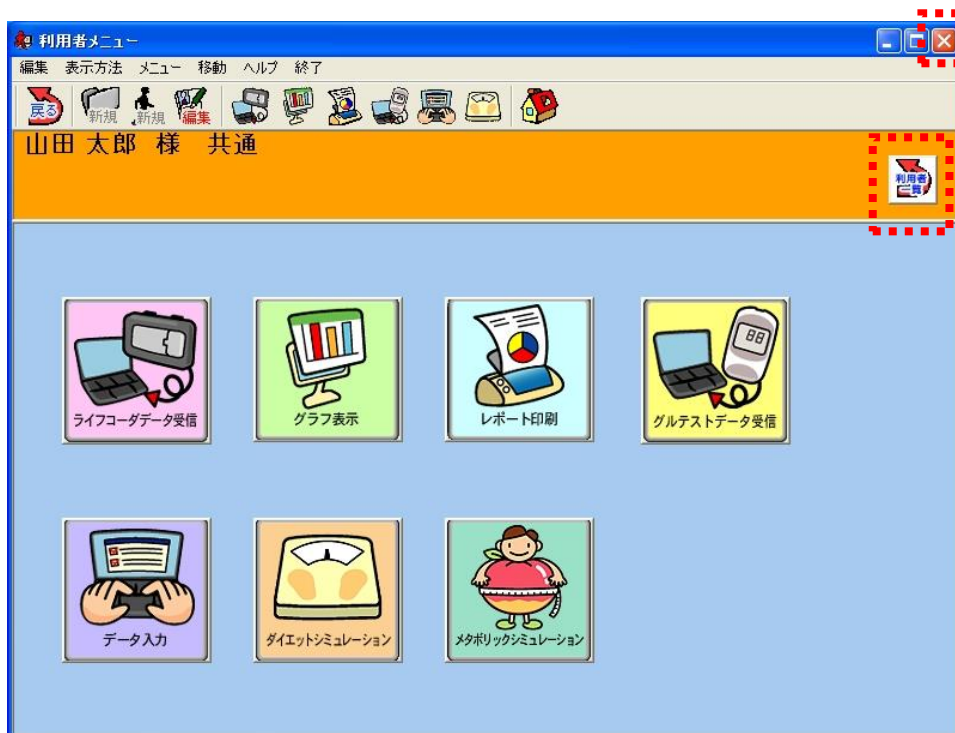 利用者メニュー
編集 表示方法 メニュー 移動 ヘルプ 終了
戻る 新規 新規 編集
山田 太郎 様 共通
利用者
一覧
ライフコーダデータ受信 グラフ表示 レポート印刷 グルテストデータ受信
データ入力 ダイエットシミュレーション メタボリックシミュレーション